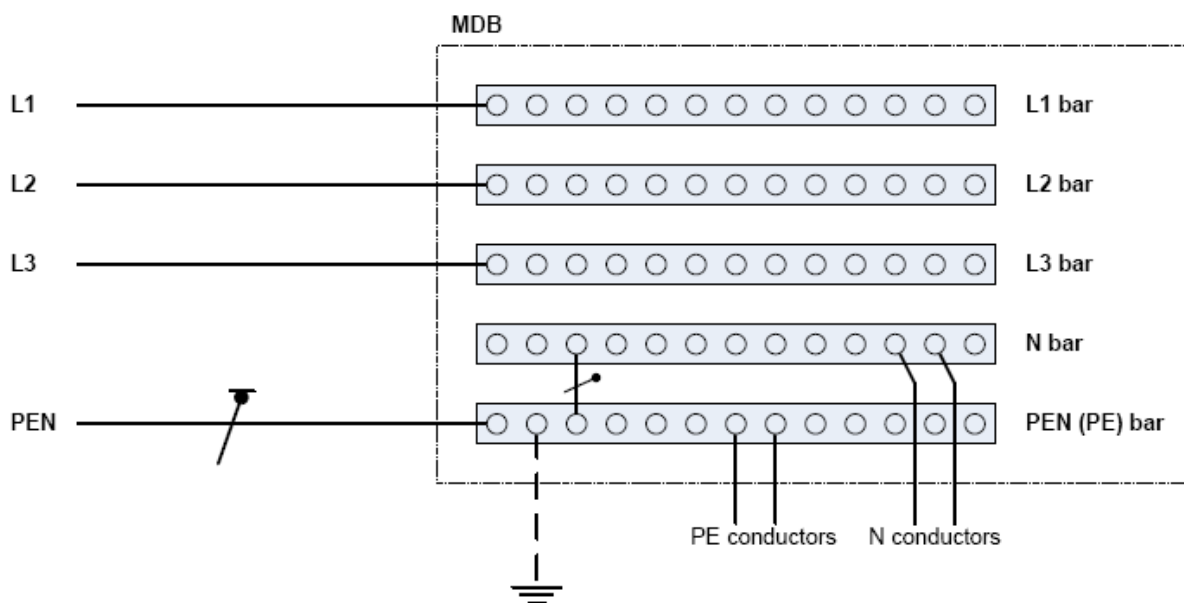 MDB
L1
L1 bar
L2
L2 bar
L3
L3 bar
N bar
PEN
PEN (PE) bar
PE conductors
N conductors